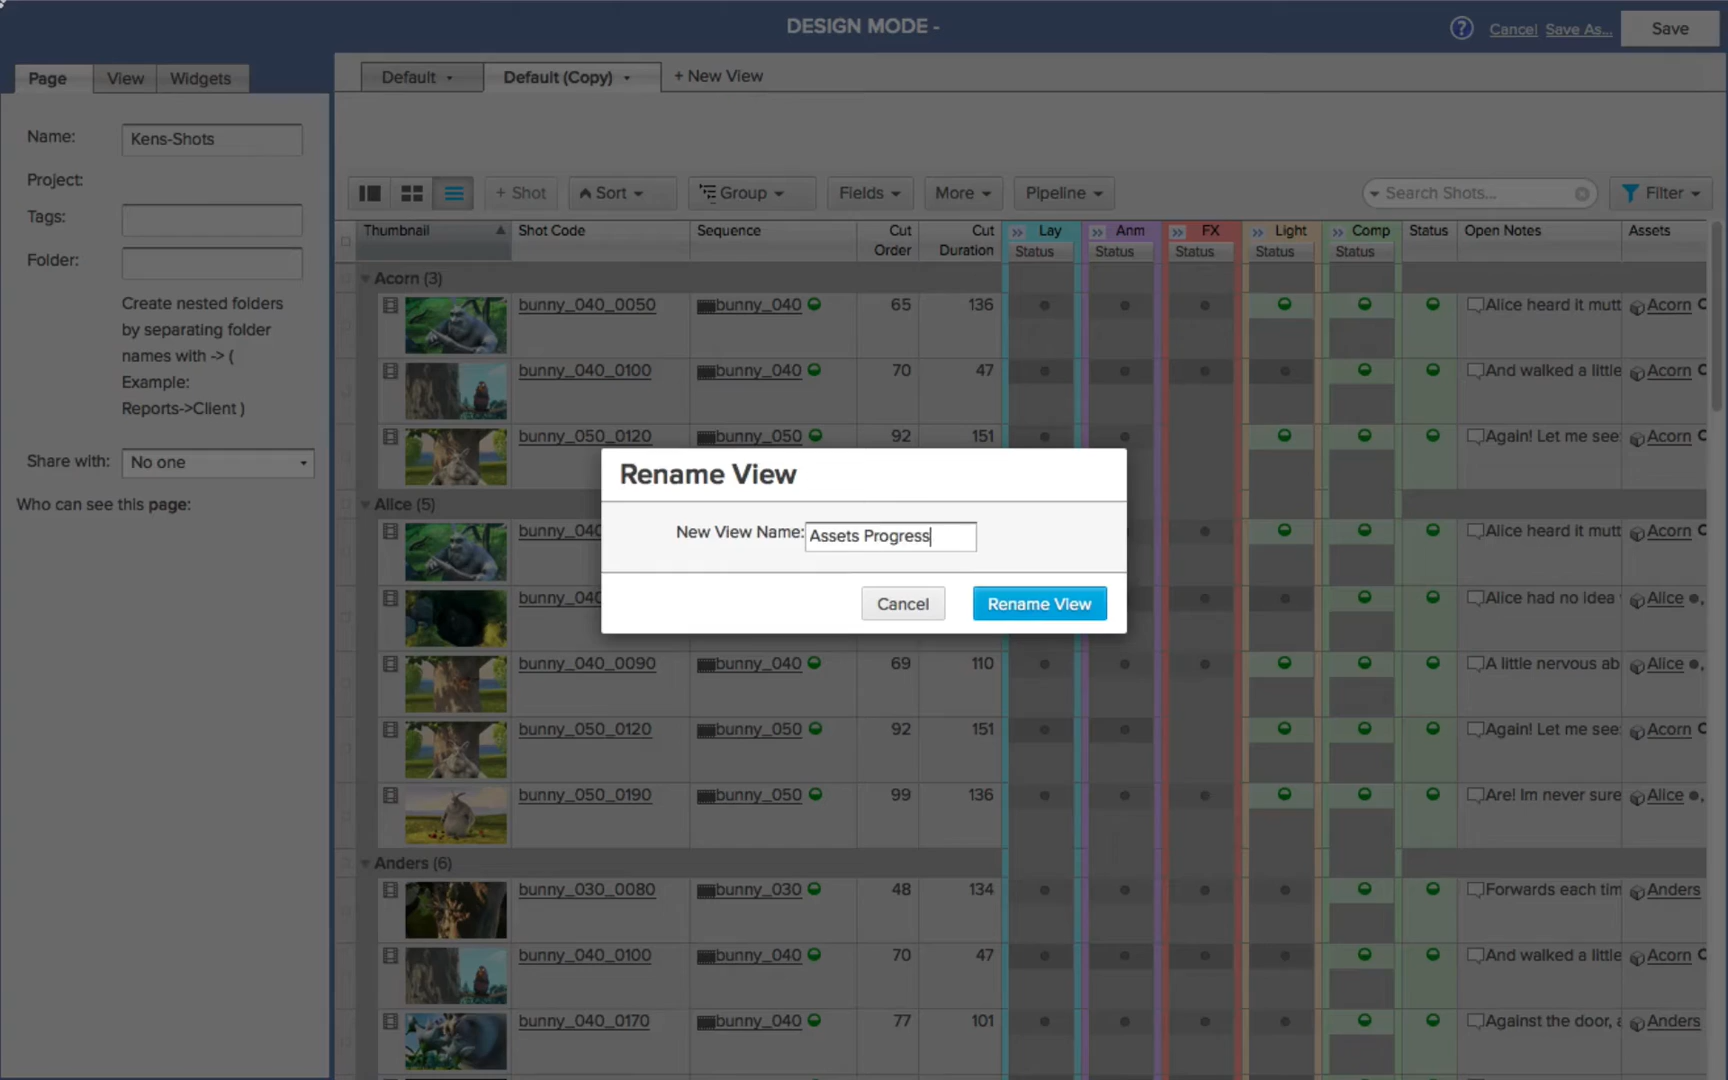 DESIGN MODE -
? Cancel Save As... Save
Page View Widgets
Default Default (Copy) + New View
Name: Kens-Shots
Project:
Tags:
Folder:
Create nested folders
by separating folder
names with -> (
Example:
Reports->Client )
Share with: No one
Who can see this page:
+ Shot Sort Group Fields More Pipeline Search Shots... Filter
Thumbnail Shot Code Sequence Cut Order Cut Duration Lay Status Anm Status FX Status Light Status Comp Status Status Open Notes Assets
Acorn (3)
bunny_040_0050 bunny_040 65 136 Alice heard it mutt Acorn
bunny_040_0100 bunny_040 70 47 And walked a little Acorn
bunny_050_0120 bunny_050 92 151 Again! Let me see: Acorn
Rename View
New View Name: Assets Progress
Cancel Rename View
Alice (5)
bunny_040 Alice heard it mutt Acorn
bunny_040 Alice had no idea Alice
bunny_040_0090 bunny_040 69 110 A little nervous ab Alice
bunny_050_0120 bunny_050 92 151 Again! Let me see: Acorn
bunny_050_0190 bunny_050 99 136 Are! Im never sure Alice
Anders (6)
bunny_030_0080 bunny_030 48 134 Forwards each tim Anders
bunny_040_0100 bunny_040 70 47 And walked a little Acorn
bunny_040_0170 bunny_040 77 101 Against the door, a Anders